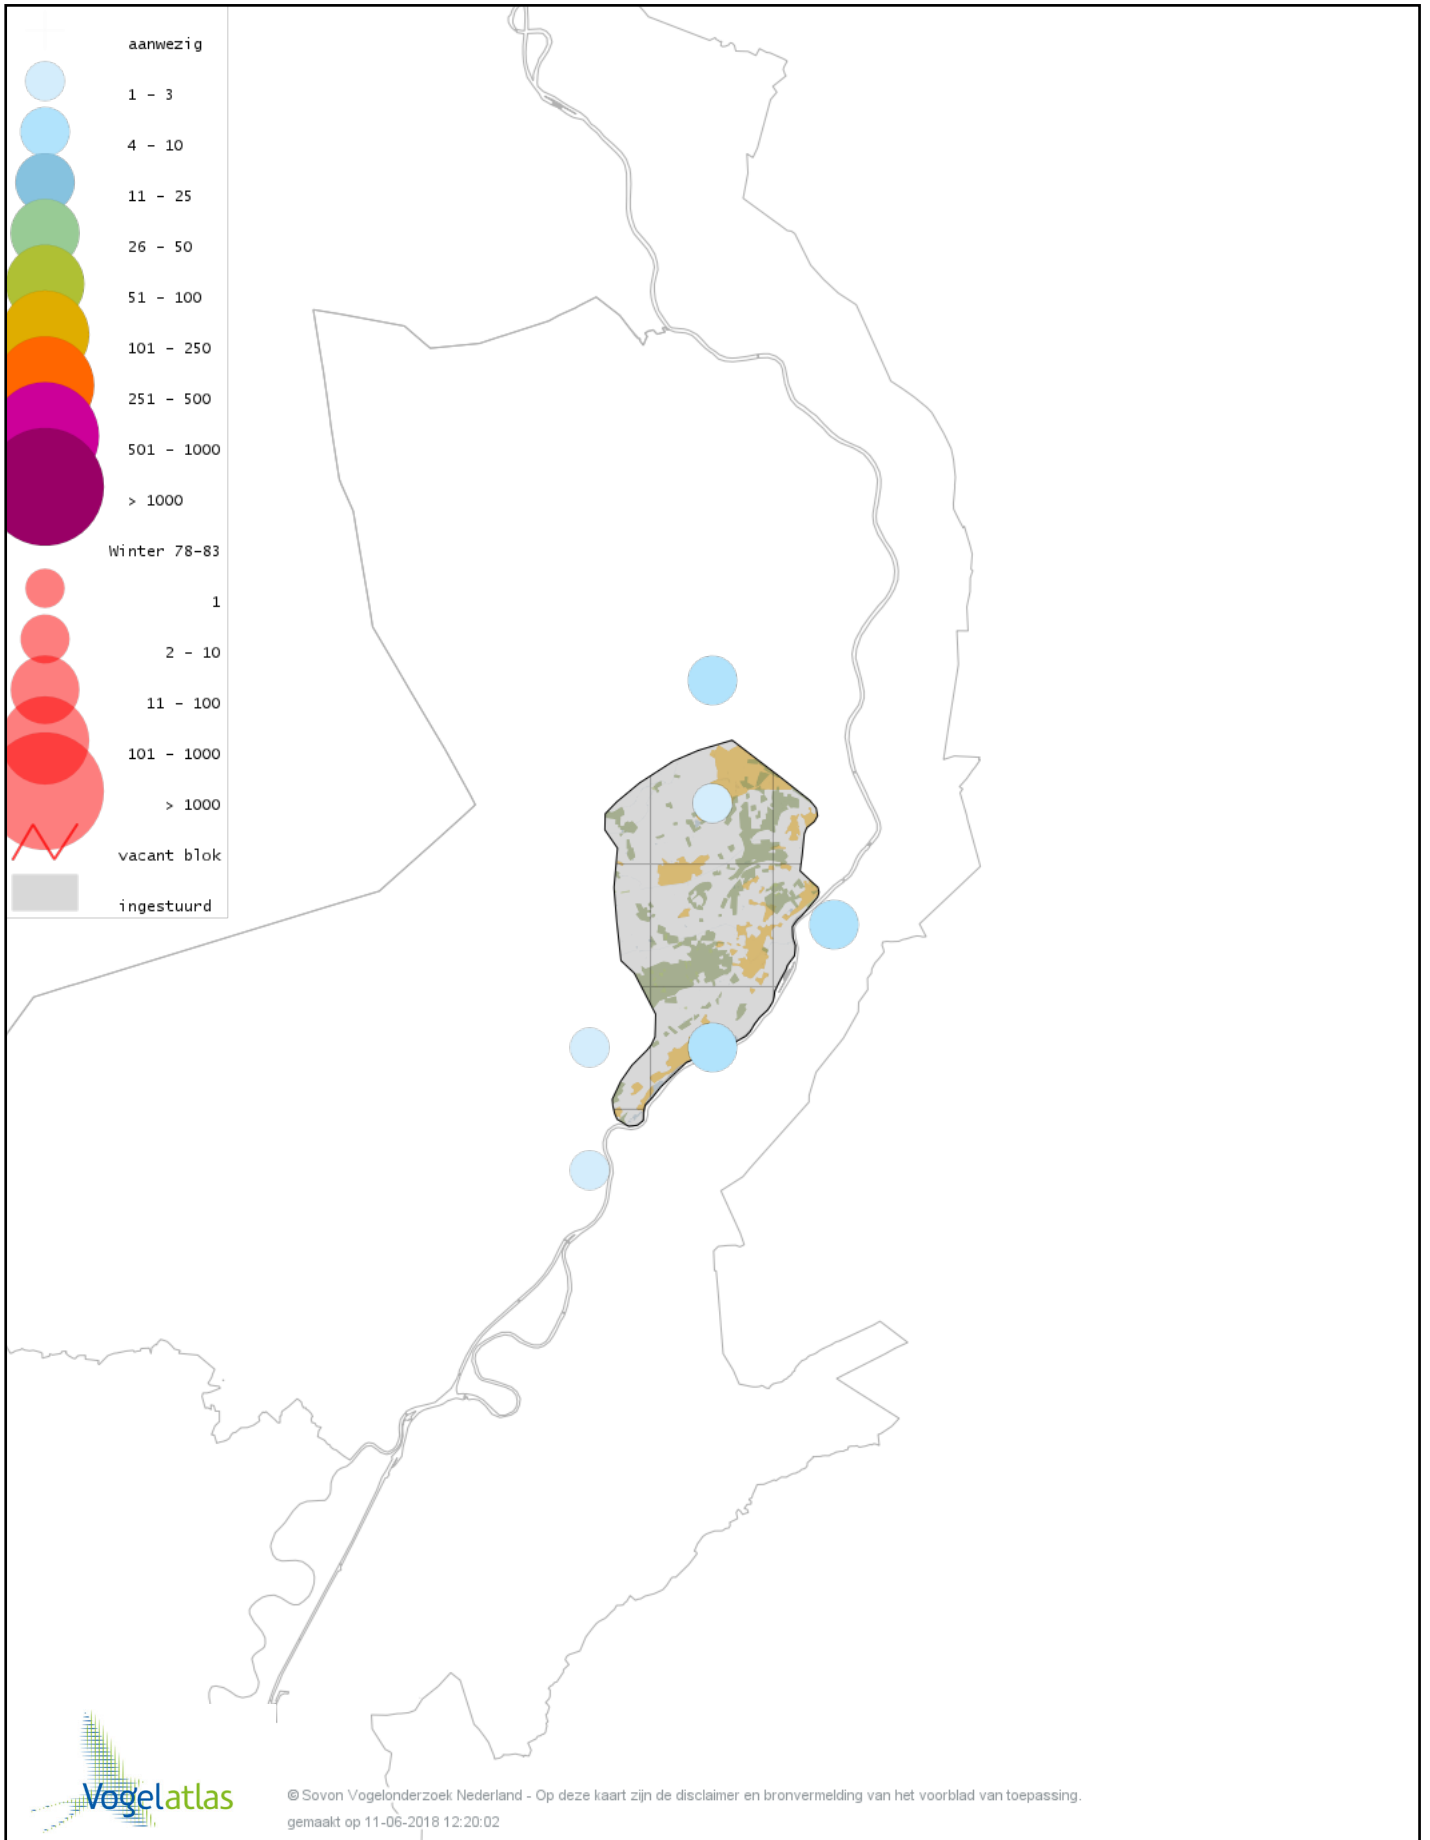 aanwezig
1 - 3
4 - 10
11 - 25
26 - 50
51 - 100
101 - 250
251 - 500
501 - 1000
> 1000
Winter 78-83
1
2 - 10
11 - 100
101 - 1000
> 1000
vacant blok
ingestuurd
Vogelatlas
© Sovon Vogelonderzoek Nederland - Op deze kaart zijn de disclaimer en bronvermelding van het voorblad van toepassing.
gemaakt op 11-06-2018 12:20:02